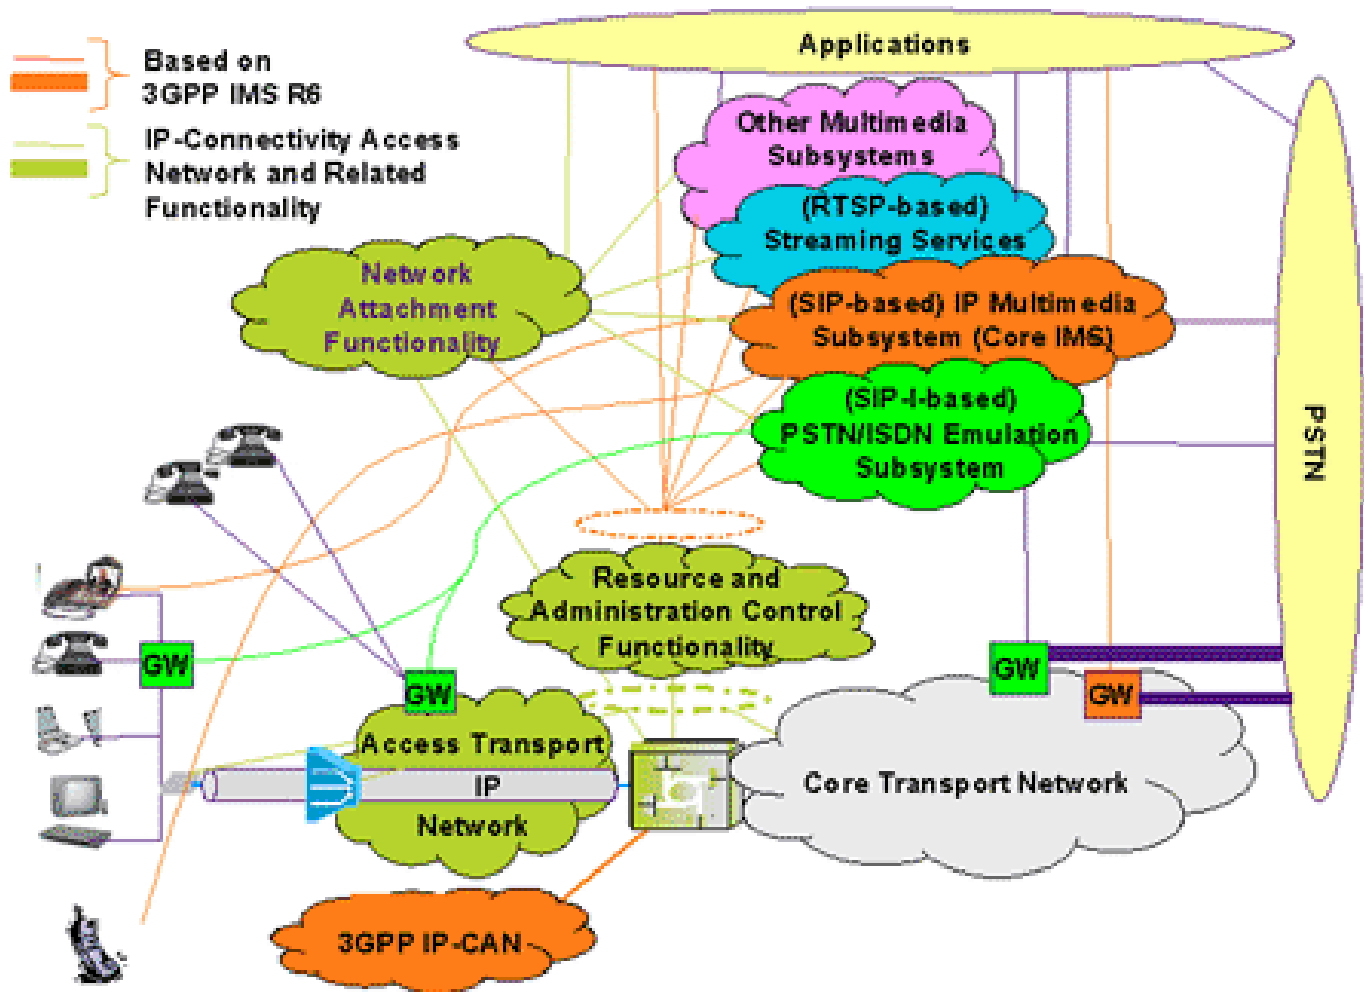 Applications
Based on
3GPP IMS R6
IP-Connectivity Access
Network and Related
Functionality
Other Multimedia
Subsystems
(RTSP-based)
Streaming Services
Network
Attachment
Functionality
(SIP-based) IP Multimedia
Subsystem (Core IMS)
(SIP-I-based)
PSTN/ISDN Emulation
Subsystem
PSTN
Resource and
Administration Control
Functionality
GW
GW
GW
GW
Access Transport
IP
Network
Core Transport Network
3GPP IP-CAN